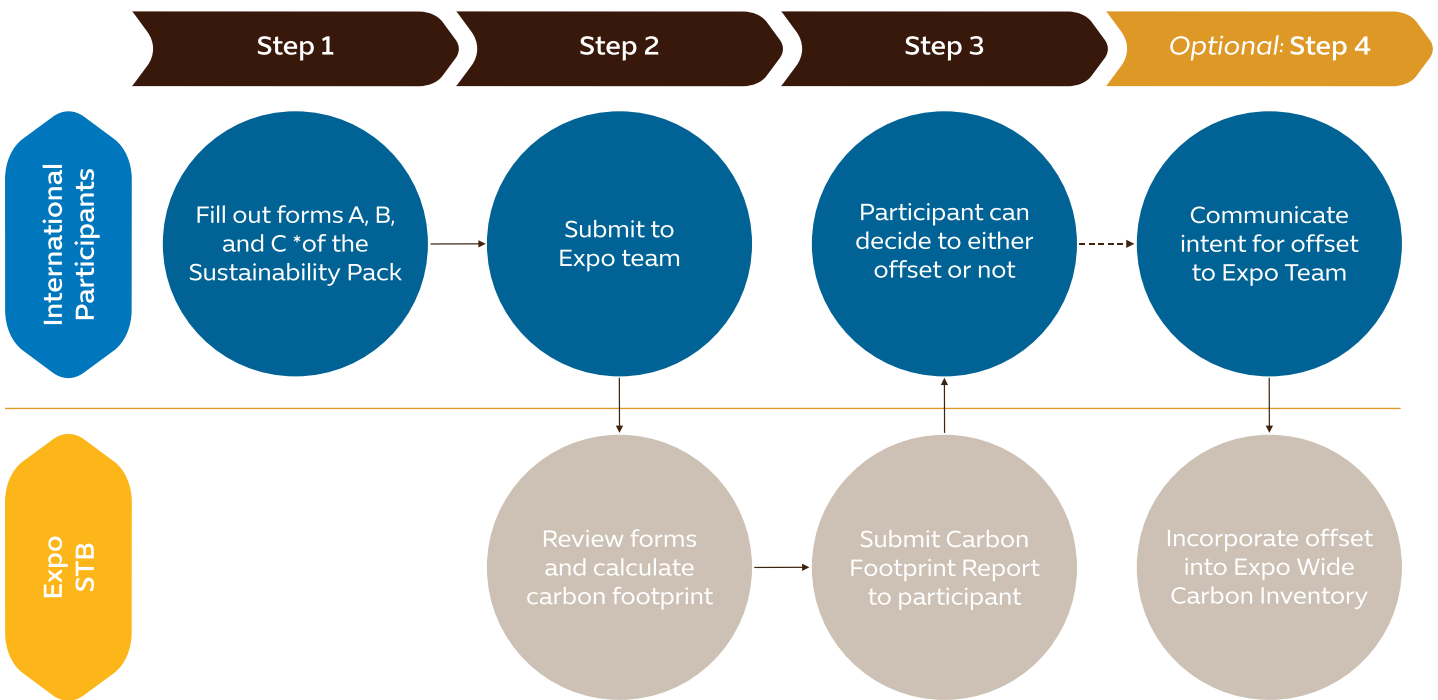 Step 1
Step 2
Step 3
Optional: Step 4
International
Participants
Fill out forms A, B,
and C *of the
Sustainability Pack
Submit to
Expo team
Participant can
decide to either
offset or not
Communicate
intent for offset
to Expo Team
Expo
STB
Review forms
and calculate
carbon footprint
Submit Carbon
Footprint Report
to participant
Incorporate offset
into Expo Wide
Carbon Inventory